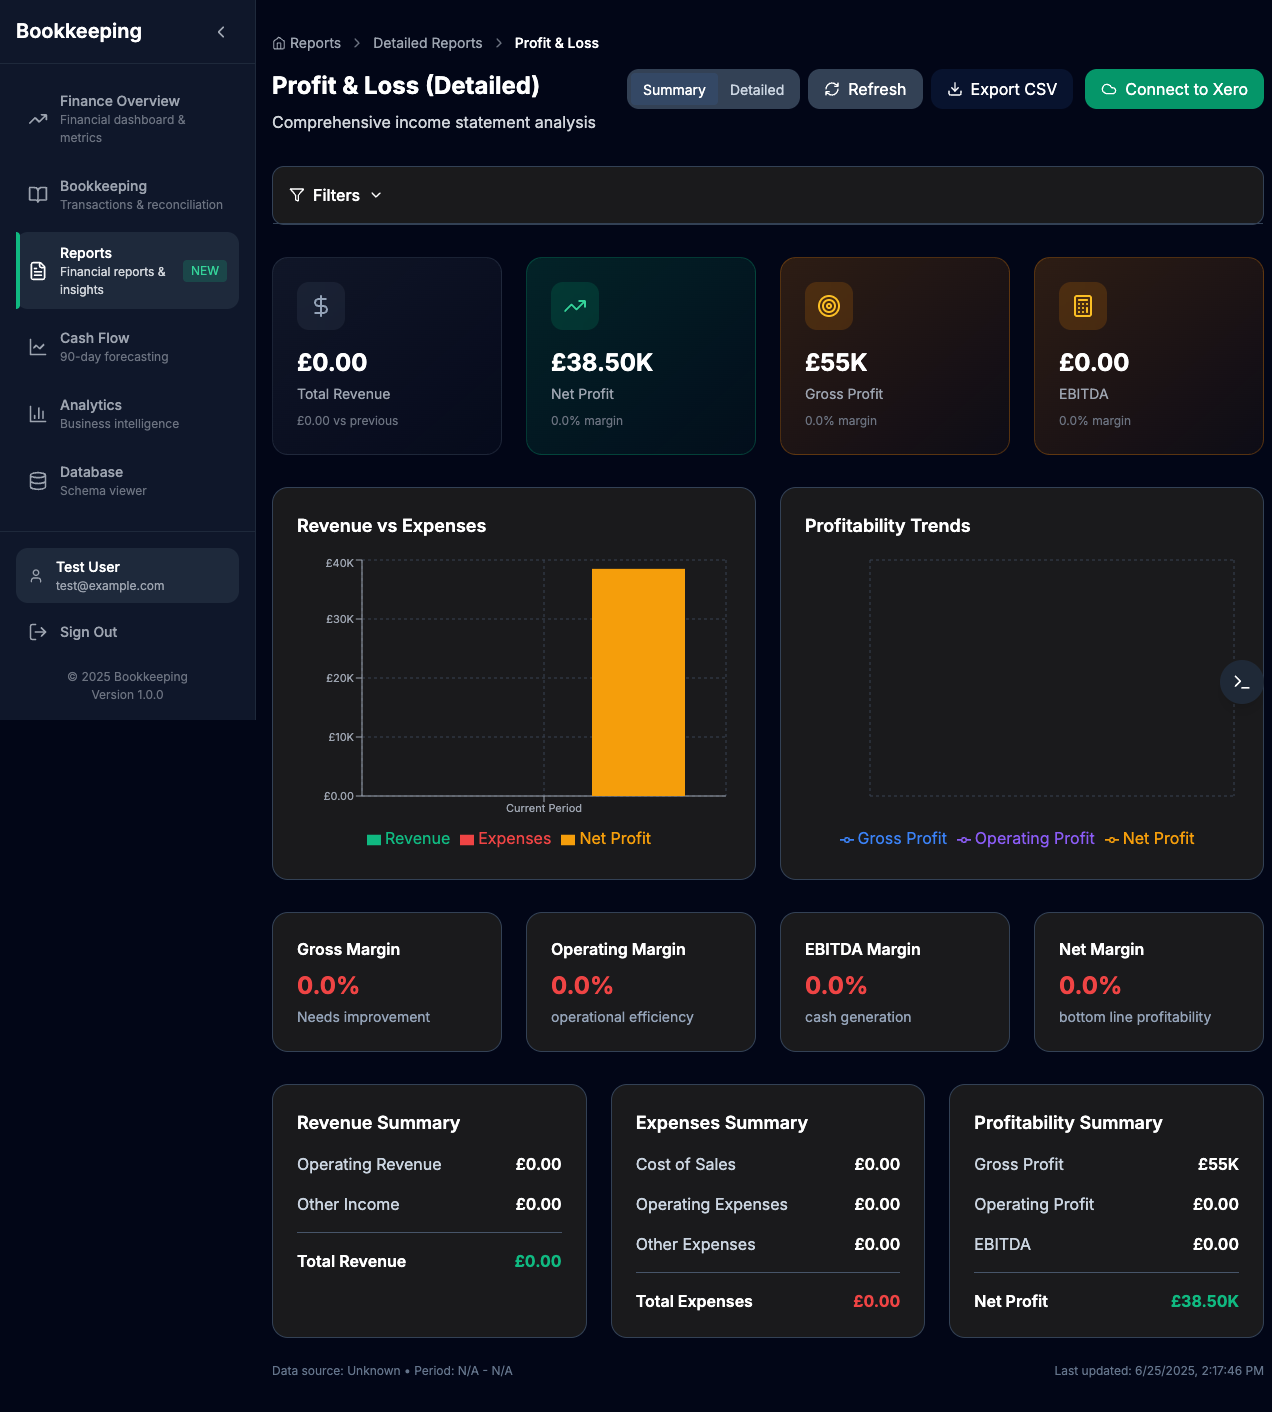 Bookkeeping
Finance Overview
Financial dashboard &
metrics
Bookkeeping
Transactions & reconciliation
Reports
Financial reports &
insights
NEW
Cash Flow
90-day forecasting
Analytics
Business intelligence
Database
Schema viewer
Test User
test@example.com
Sign Out
© 2025 Bookkeeping
Version 1.0.0
Reports
Detailed Reports
Profit & Loss
Profit & Loss (Detailed)
Comprehensive income statement analysis
Summary
Detailed
Refresh
Export CSV
Connect to Xero
Filters
£0.00
Total Revenue
£0.00 vs previous
£38.50K
Net Profit
0.0% margin
£55K
Gross Profit
0.0% margin
£0.00
EBITDA
0.0% margin
Revenue vs Expenses
£40K
£30K
£20K
£10K
£0.00
Current Period
Revenue
Expenses
Net Profit
Profitability Trends
Gross Profit
Operating Profit
Net Profit
Gross Margin
0.0%
Needs improvement
Operating Margin
0.0%
operational efficiency
EBITDA Margin
0.0%
cash generation
Net Margin
0.0%
bottom line profitability
Revenue Summary
Operating Revenue £0.00
Other Income £0.00
Total Revenue £0.00
Expenses Summary
Cost of Sales £0.00
Operating Expenses £0.00
Other Expenses £0.00
Total Expenses £0.00
Profitability Summary
Gross Profit £55K
Operating Profit £0.00
EBITDA £0.00
Net Profit £38.50K
Data source: Unknown • Period: N/A - N/A
Last updated: 6/25/2025, 2:17:46 PM